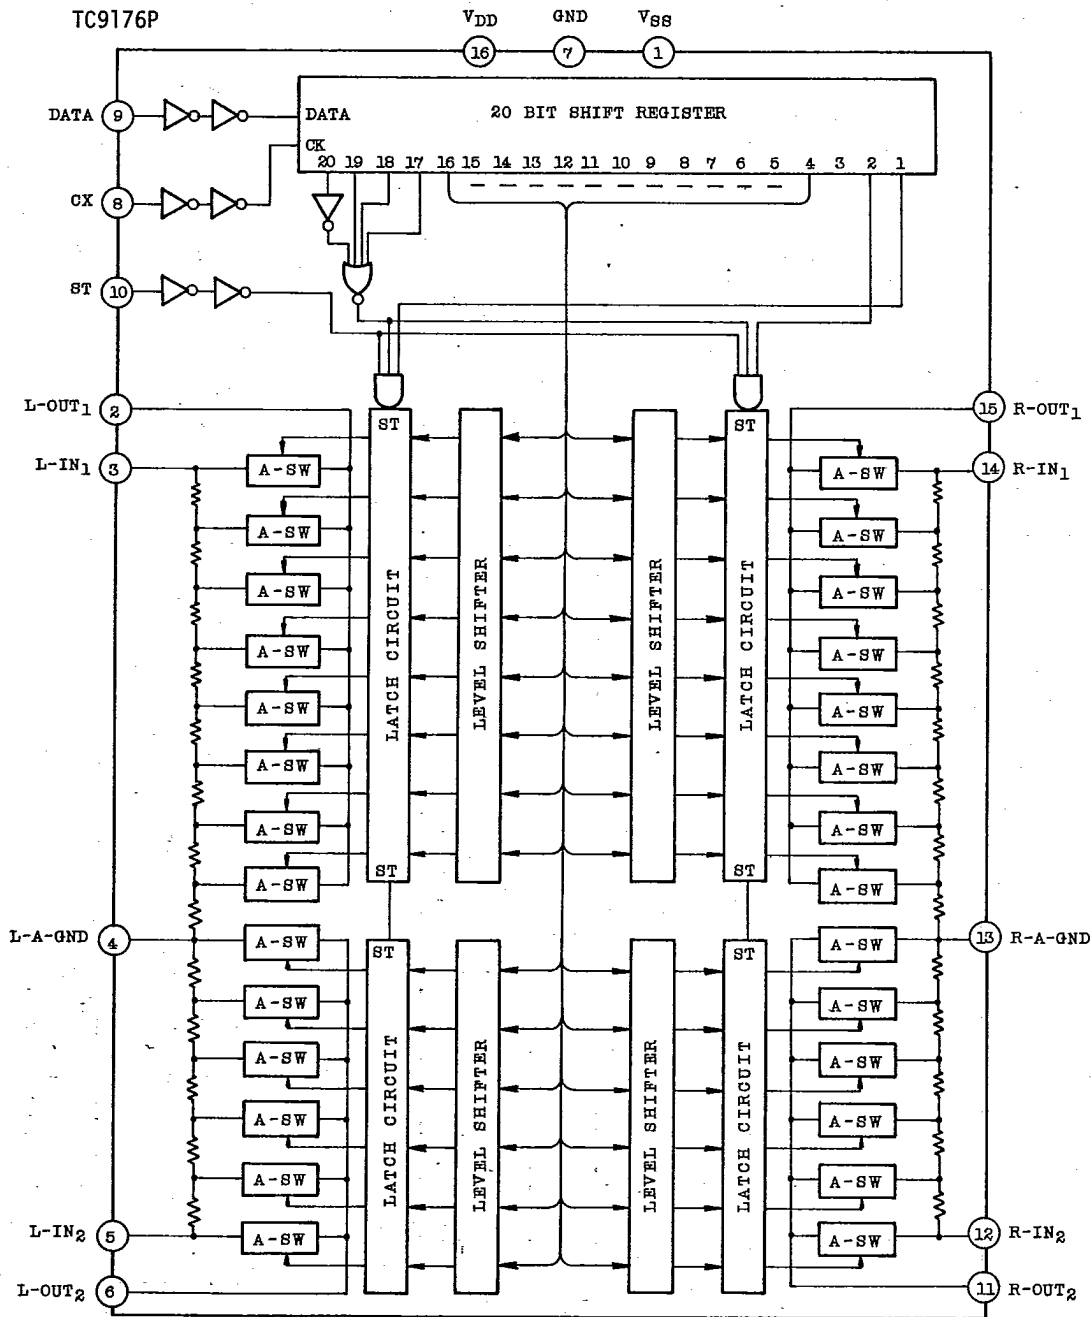 TC9176P
VDD GND VSS
16 7 1
DATA 9
DATA
20 BIT SHIFT REGISTER
CK
20 19 18 17 16 15 14 13 12 11 10 9 8 7 6 5 4 3 2 1
CX 8
ST 10
L-OUT1 2
15 R-OUT1
ST
ST
L-IN1 3
14 R-IN1
A-SW
A-SW
A-SW
A-SW
A-SW
A-SW
A-SW
A-SW
LATCH CIRCUIT
LEVEL SHIFTER
LEVEL SHIFTER
LATCH CIRCUIT
A-SW
A-SW
A-SW
A-SW
A-SW
A-SW
A-SW
A-SW
ST
ST
L-A-GND 4
13 R-A-GND
ST
ST
A-SW
A-SW
A-SW
A-SW
A-SW
A-SW
LATCH CIRCUIT
LEVEL SHIFTER
LEVEL SHIFTER
LATCH CIRCUIT
A-SW
A-SW
A-SW
A-SW
A-SW
A-SW
L-IN2 5
12 R-IN2
L-OUT2 6
11 R-OUT2